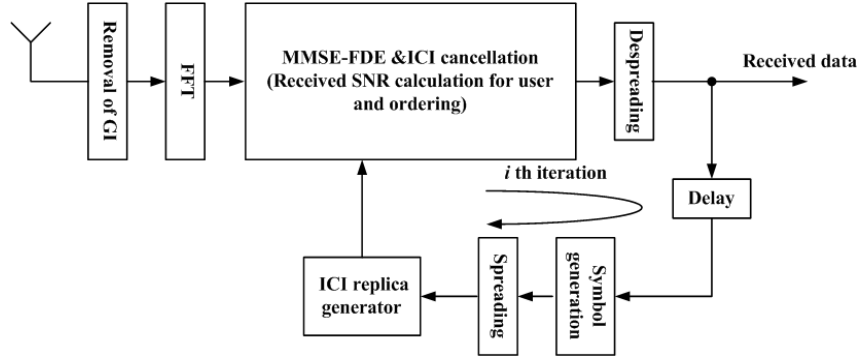 Removal of GI
FFT
MMSE-FDE &ICI cancellation
(Received SNR calculation for user
and ordering)
Despreading
Received data
i th iteration
Delay
ICI replica
generator
Spreading
Symbol
generation